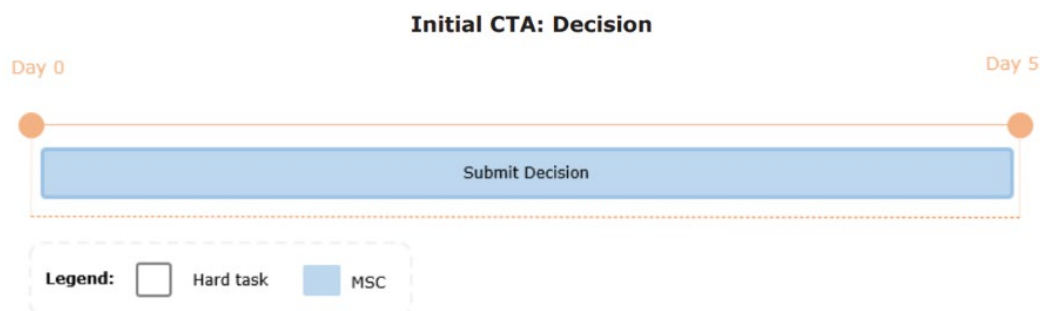 Initial CTA: Decision
Day 0
Day 5
Submit Decision
Legend: Hard task MSC